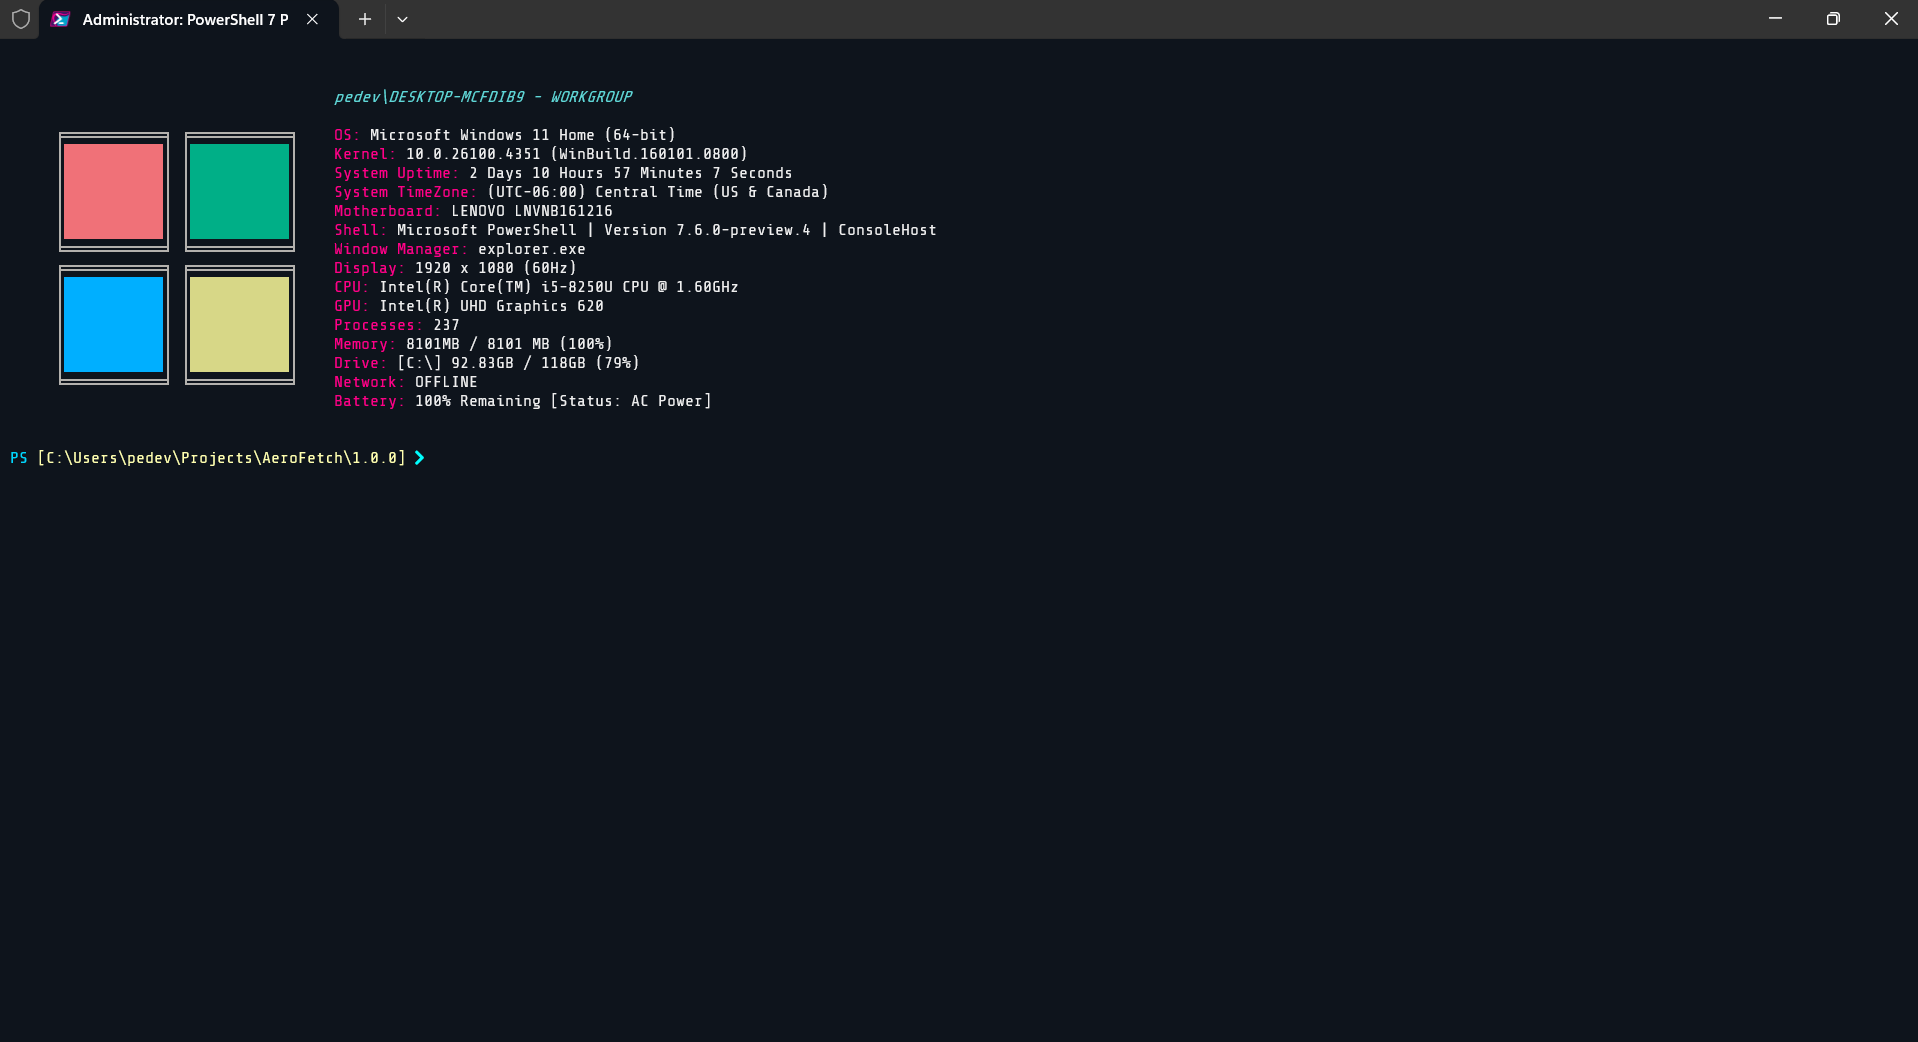 Administrator: PowerShell 7 P
pedev\DESKTOP-MCFDIB9 - WORKGROUP
OS: Microsoft Windows 11 Home (64-bit)
Kernel: 10.0.26100.4351 (WinBuild.160101.0800)
System Uptime: 2 Days 10 Hours 57 Minutes 7 Seconds
System TimeZone: (UTC-06:00) Central Time (US & Canada)
Motherboard: LENOVO LNVNB161216
Shell: Microsoft PowerShell | Version 7.6.0-preview.4 | ConsoleHost
Window Manager: explorer.exe
Display: 1920 x 1080 (60Hz)
CPU: Intel(R) Core(TM) i5-8250U CPU @ 1.60GHz
GPU: Intel(R) UHD Graphics 620
Processes: 237
Memory: 8101MB / 8101 MB (100%)
Drive: [C:\] 92.83GB / 118GB (79%)
Network: OFFLINE
Battery: 100% Remaining [Status: AC Power]
PS [C:\Users\pedev\Projects\AeroFetch\1.0.0] ❯